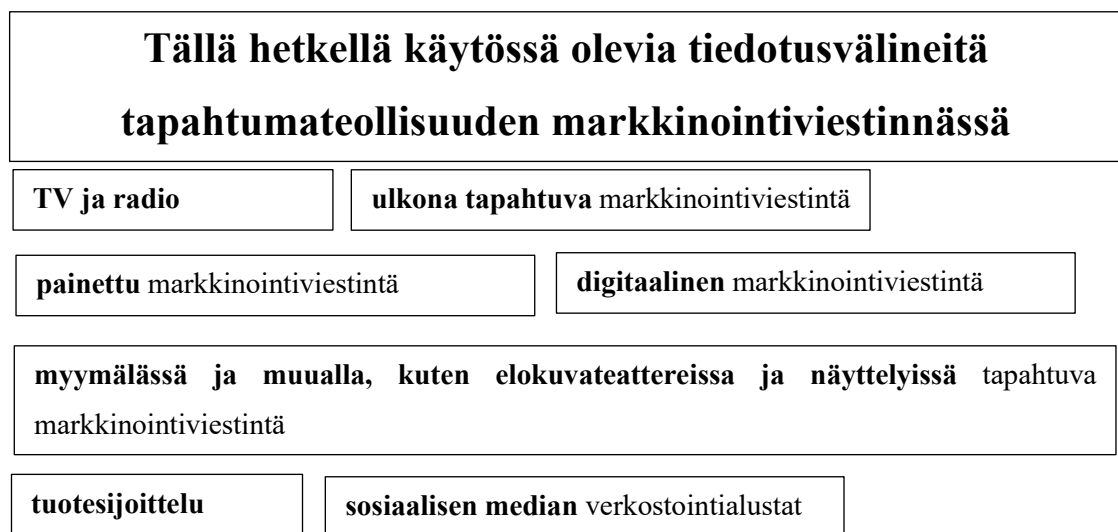 Tällä hetkellä käytössä olevia tiedotusvälineitä
tapahtumateollisuuden markkinointiviestinnässä
TV ja radio
ulkona tapahtuva markkinointiviestintä
painettu markkinointiviestintä
digitaalinen markkinointiviestintä
myymälässä ja muualla, kuten elokuvateattereissa ja näyttelyissä tapahtuva
markkinointiviestintä
tuotesijoittelu
sosiaalisen median verkostointialustat